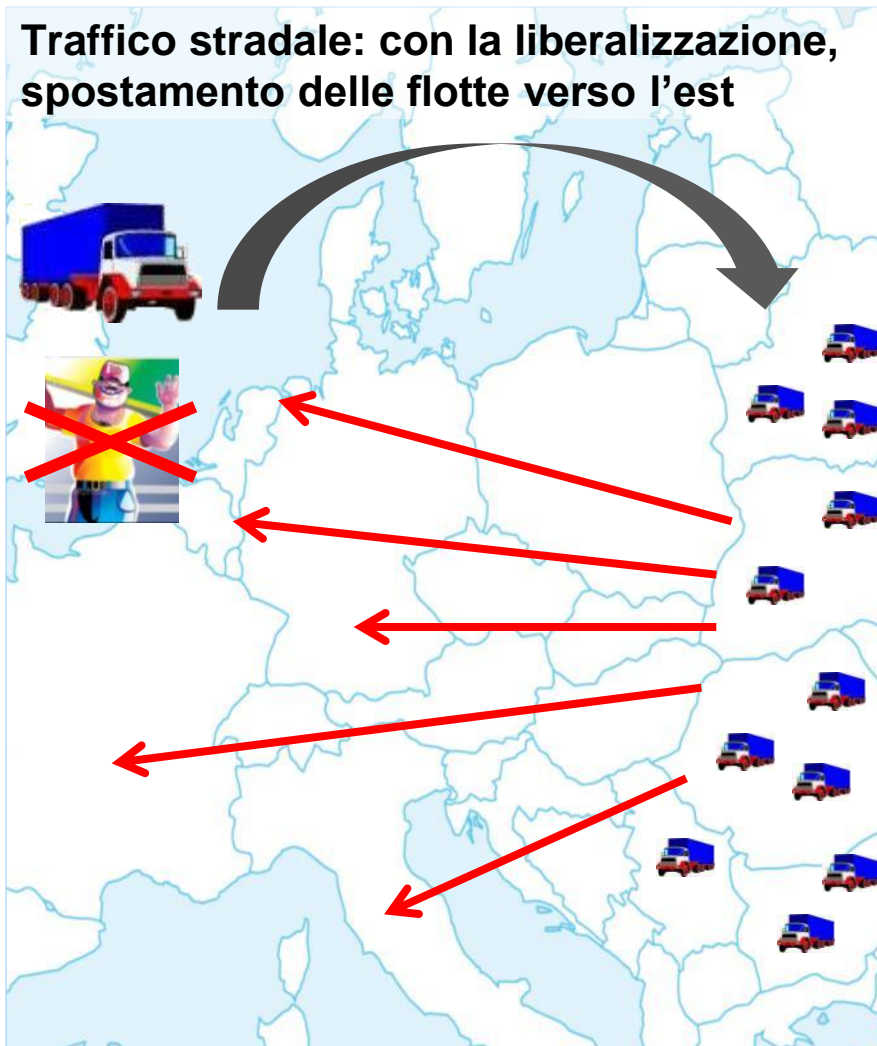 Traffico stradale: con la liberalizzazione,
spostamento delle flotte verso l’est